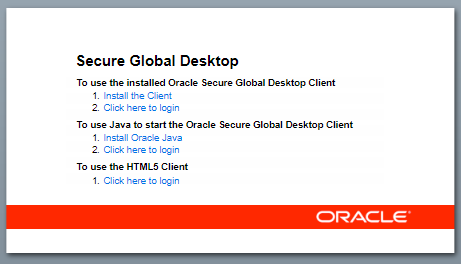 Secure Global Desktop
To use the installed Oracle Secure Global Desktop Client
1. Install the Client
2. Click here to login
To use Java to start the Oracle Secure Global Desktop Client
1. Install Oracle Java
2. Click here to login
To use the HTML5 Client
1. Click here to login
ORACLE